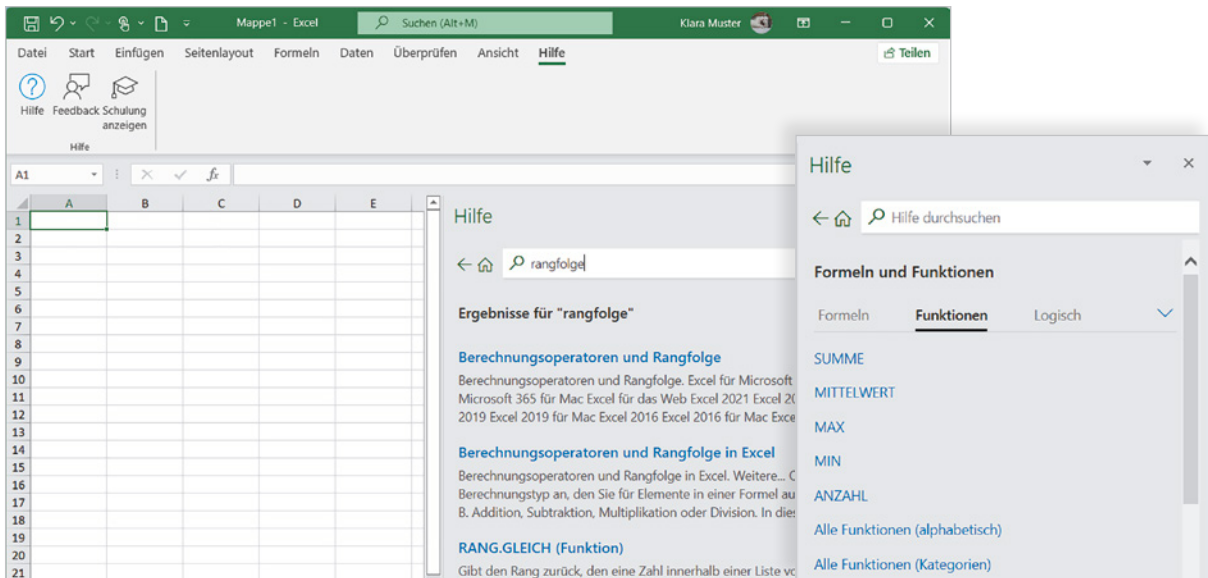 Mappe1 - Excel
Suchen (Alt+M)
Klara Muster
Datei Start Einfügen Seitenlayout Formeln Daten Überprüfen Ansicht Hilfe
Teilen
Hilfe Feedback Schulung
anzeigen
Hilfe
A1
fx
A B C D E
1
2
3
4
5
6
7
8
9
10
11
12
13
14
15
16
17
18
19
20
21
Hilfe
rangfolge
Ergebnisse für "rangfolge"
Berechnungsoperatoren und Rangfolge
Berechnungsoperatoren und Rangfolge. Excel für Microsoft
Microsoft 365 für Mac Excel für das Web Excel 2021 Excel 20
2019 Excel 2019 für Mac Excel 2016 Excel 2016 für Mac Exce
Berechnungsoperatoren und Rangfolge in Excel
Berechnungsoperatoren und Rangfolge in Excel. Weitere...
Berechnungstyp an, den Sie für Elemente in einer Formel au
B. Addition, Subtraktion, Multiplikation oder Division. In dies
RANG.GLEICH (Funktion)
Gibt den Rang zurück, den eine Zahl innerhalb einer Liste vo
Hilfe
Hilfe durchsuchen
Formeln und Funktionen
Formeln Funktionen Logisch
SUMME
MITTELWERT
MAX
MIN
ANZAHL
Alle Funktionen (alphabetisch)
Alle Funktionen (Kategorien)